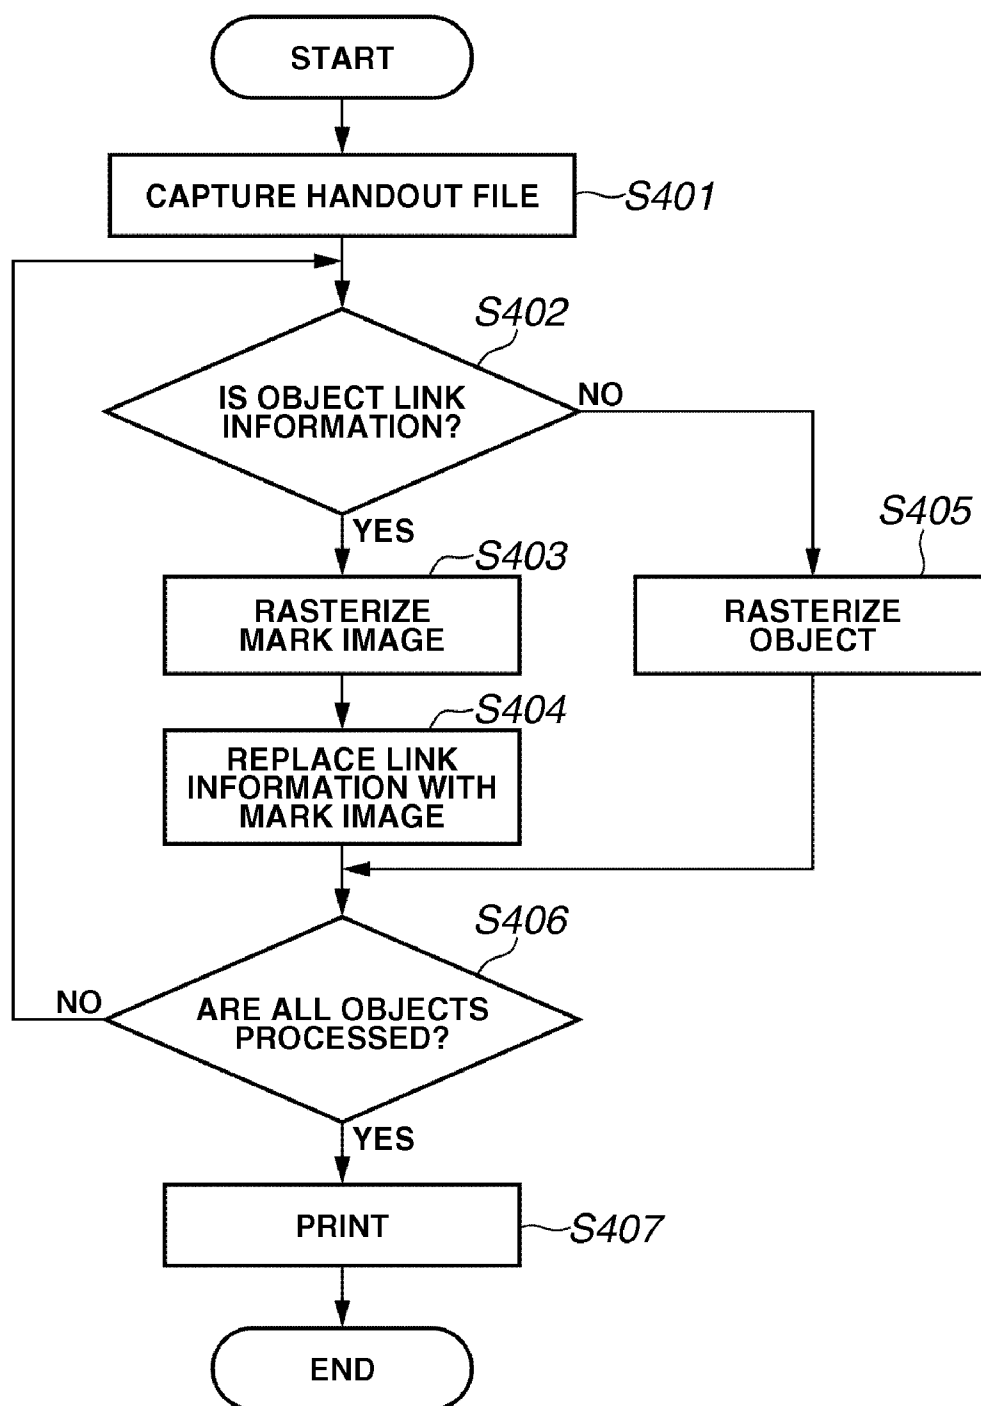 START
CAPTURE HANDOUT FILE
S401
S402
IS OBJECT LINK
INFORMATION?
NO
YES
S403
RASTERIZE
MARK IMAGE
S405
RASTERIZE
OBJECT
S404
REPLACE LINK
INFORMATION WITH
MARK IMAGE
S406
ARE ALL OBJECTS
PROCESSED?
NO
YES
PRINT
S407
END